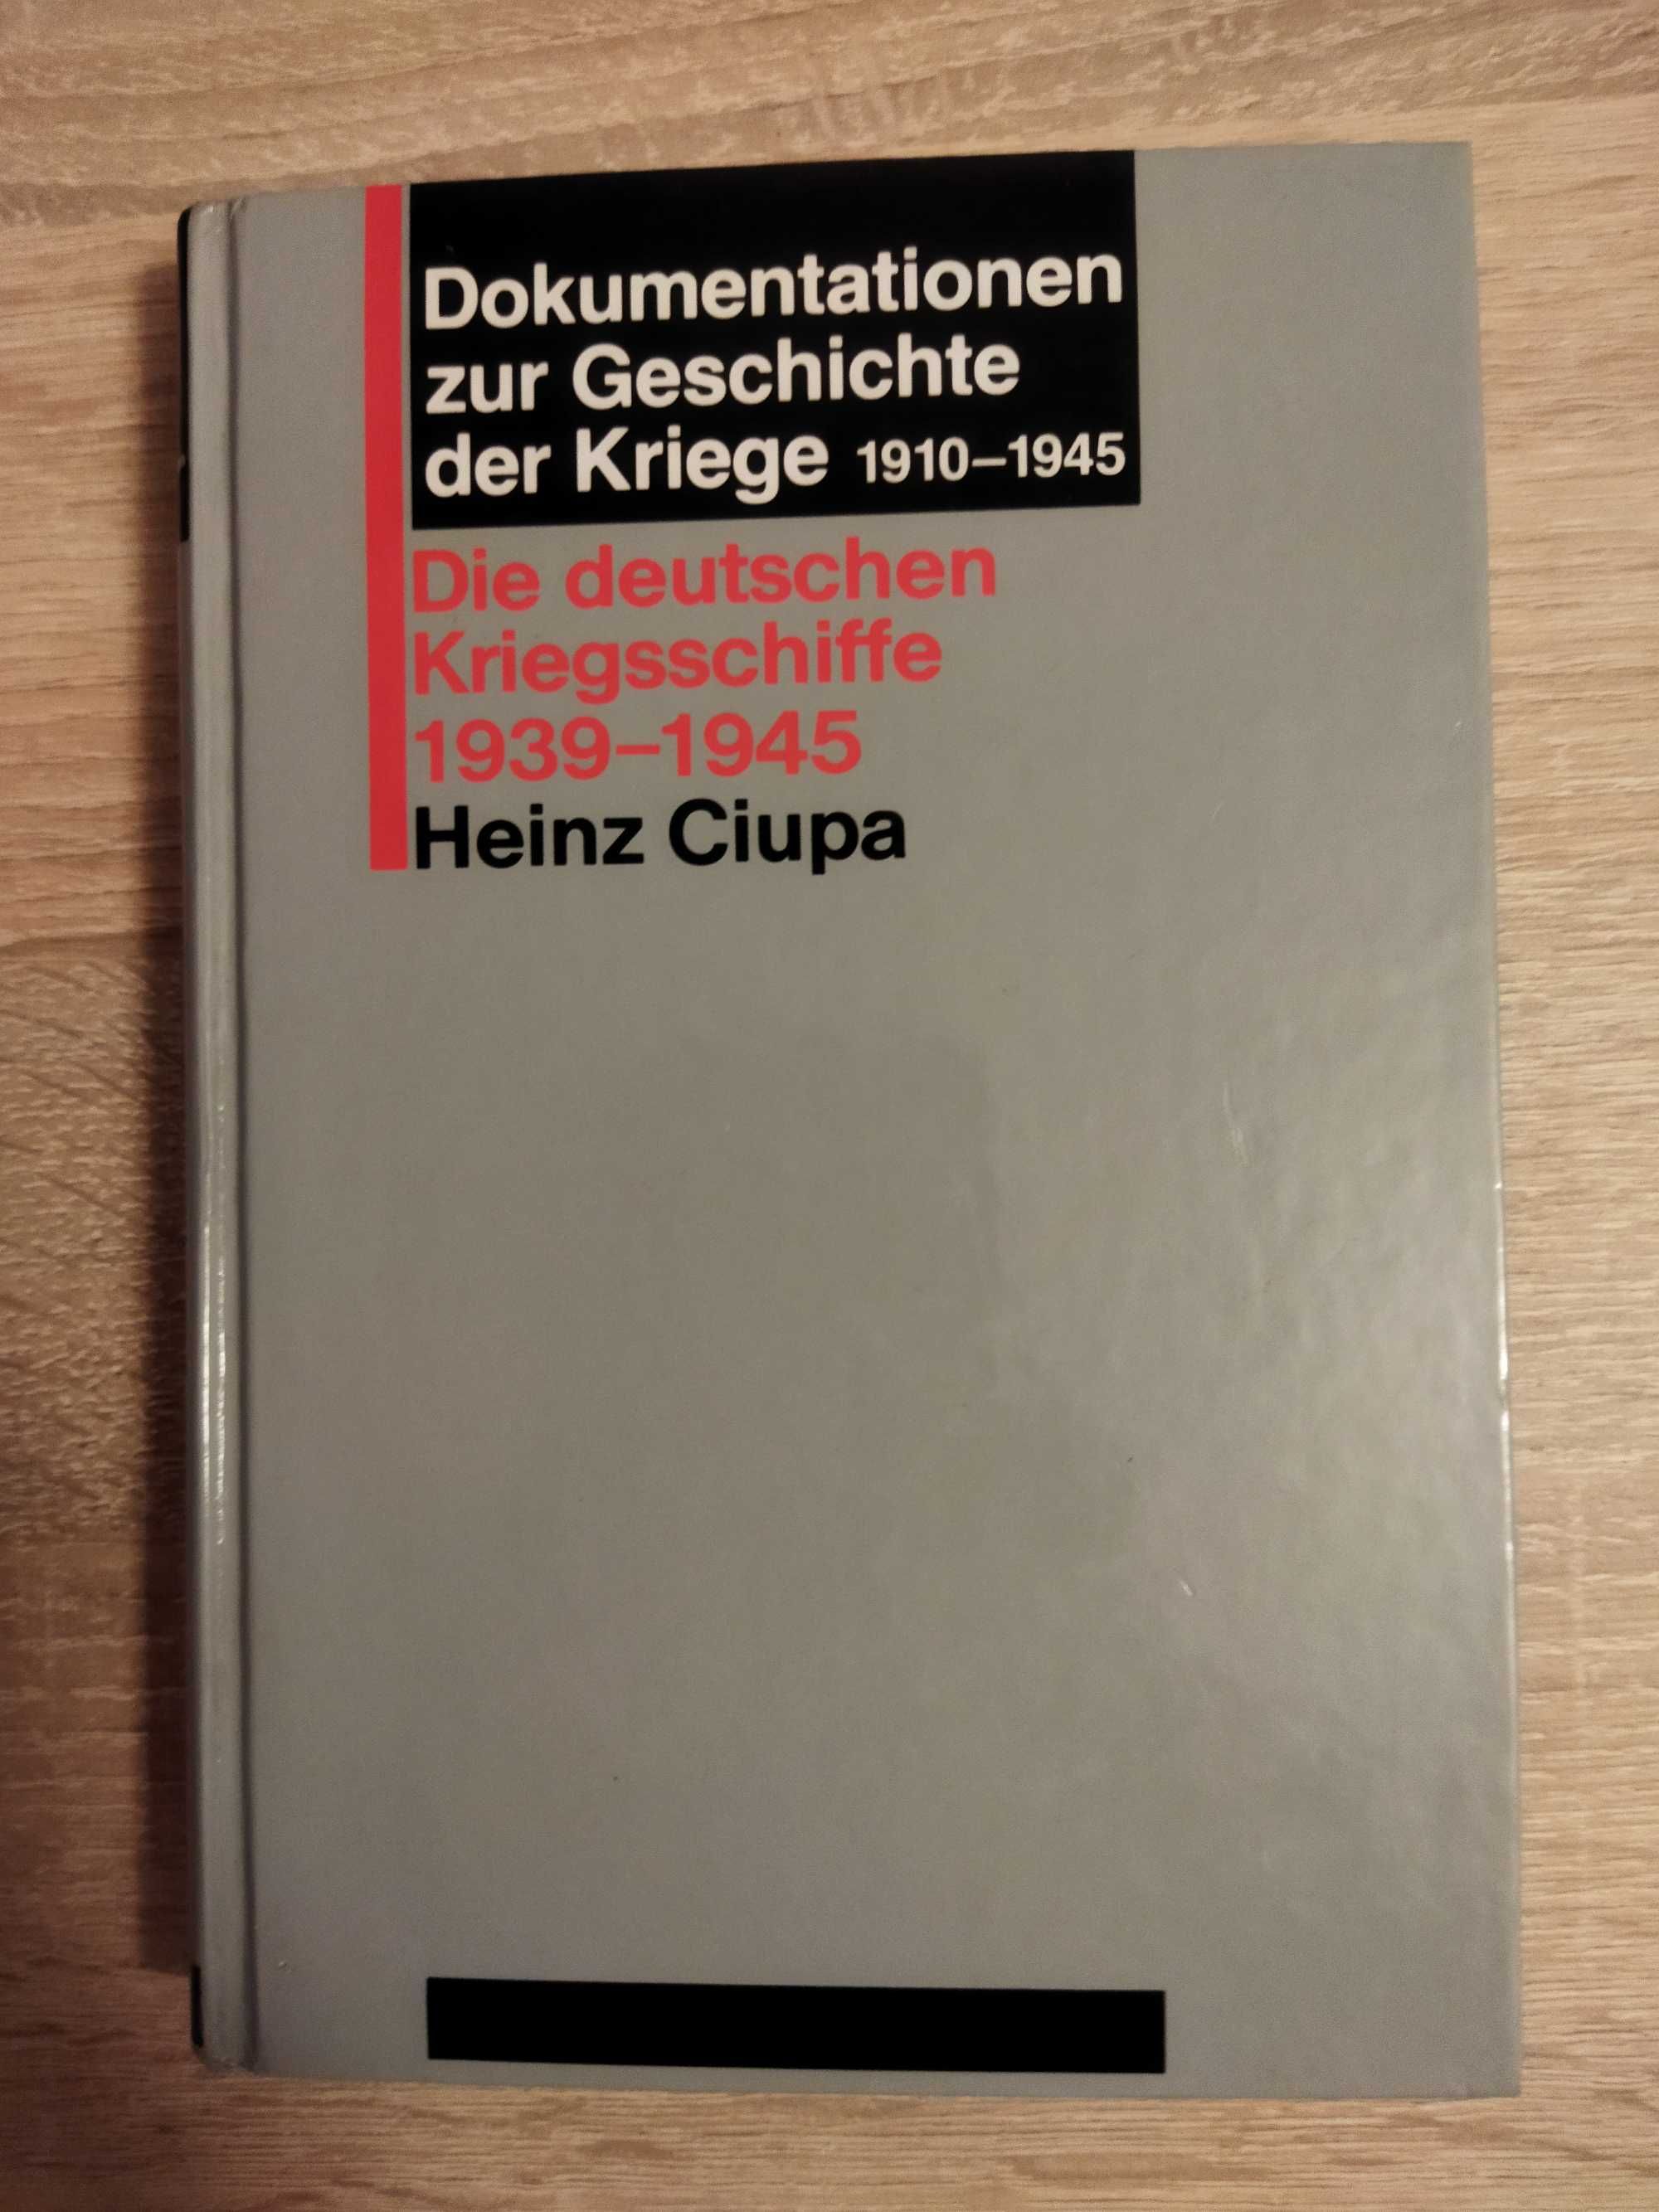 Dokumentationen
zur Geschichte
der Kriege 1910–1945
Die deutschen
Kriegsschiffe
1939–1945
Heinz Ciupa